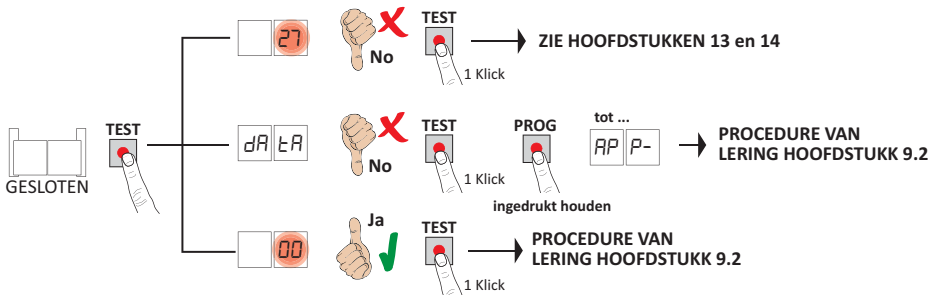 TEST
27
No
1 Klick
ZIE HOOFDSTUKKEN 13 en 14
GESLOTEN
TEST
dA tA
No
TEST
1 Klick
PROG
ingedrukt houden
tot ...
AP P-
PROCEDURE VAN
LERING HOOFDSTUKK 9.2
00
Ja
TEST
1 Klick
PROCEDURE VAN
LERING HOOFDSTUKK 9.2